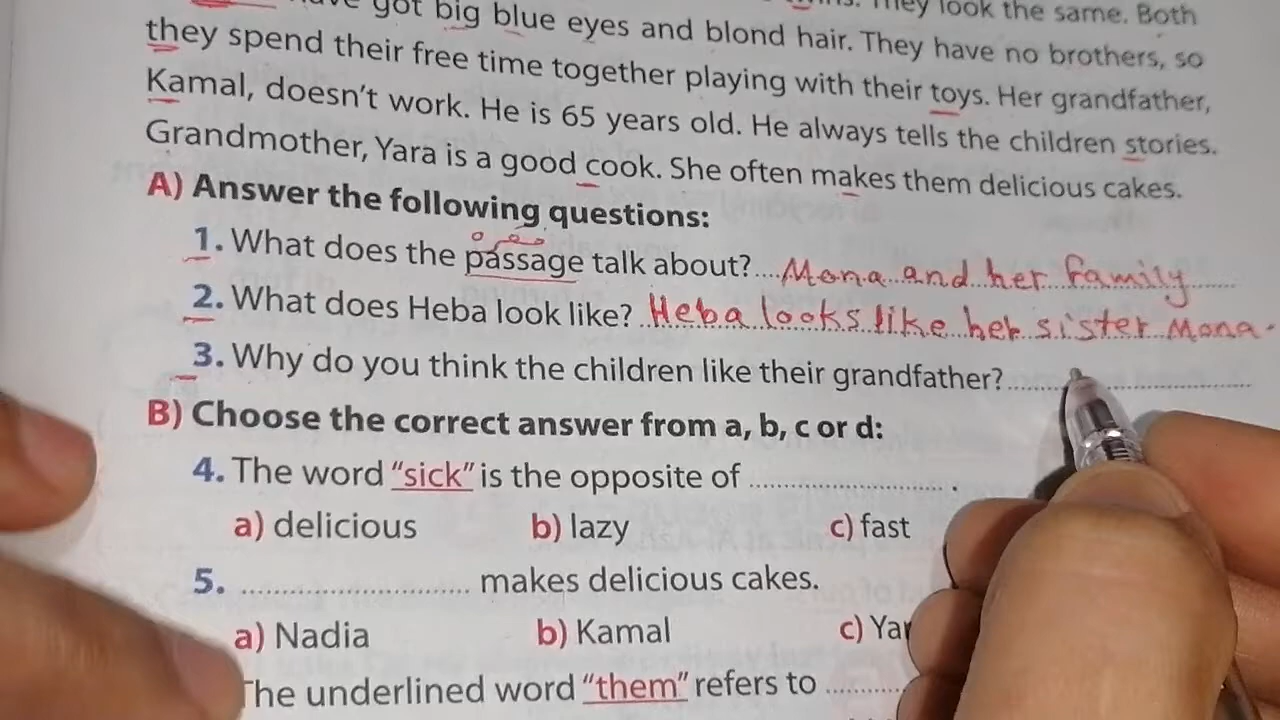 got big blue eyes and blond hair. They have no brothers, so
They look the same. Both
they spend their free time together playing with their toys. Her grandfather,
Kamal, doesn't work. He is 65 years old. He always tells the children stories.
Grandmother, Yara is a good cook. She often makes them delicious cakes.
A) Answer the following questions:
1. What does the passage talk about? .... Mona and her family
2. What does Heba look like? Heba looks like her sister Mona.
3. Why do you think the children like their grandfather? ..........
B) Choose the correct answer from a, b, c or d:
4. The word "sick" is the opposite of .......................... .
a) delicious b) lazy c) fast
5. .............................. makes delicious cakes.
a) Nadia b) Kamal c)
The underlined word "them" refers to ..........